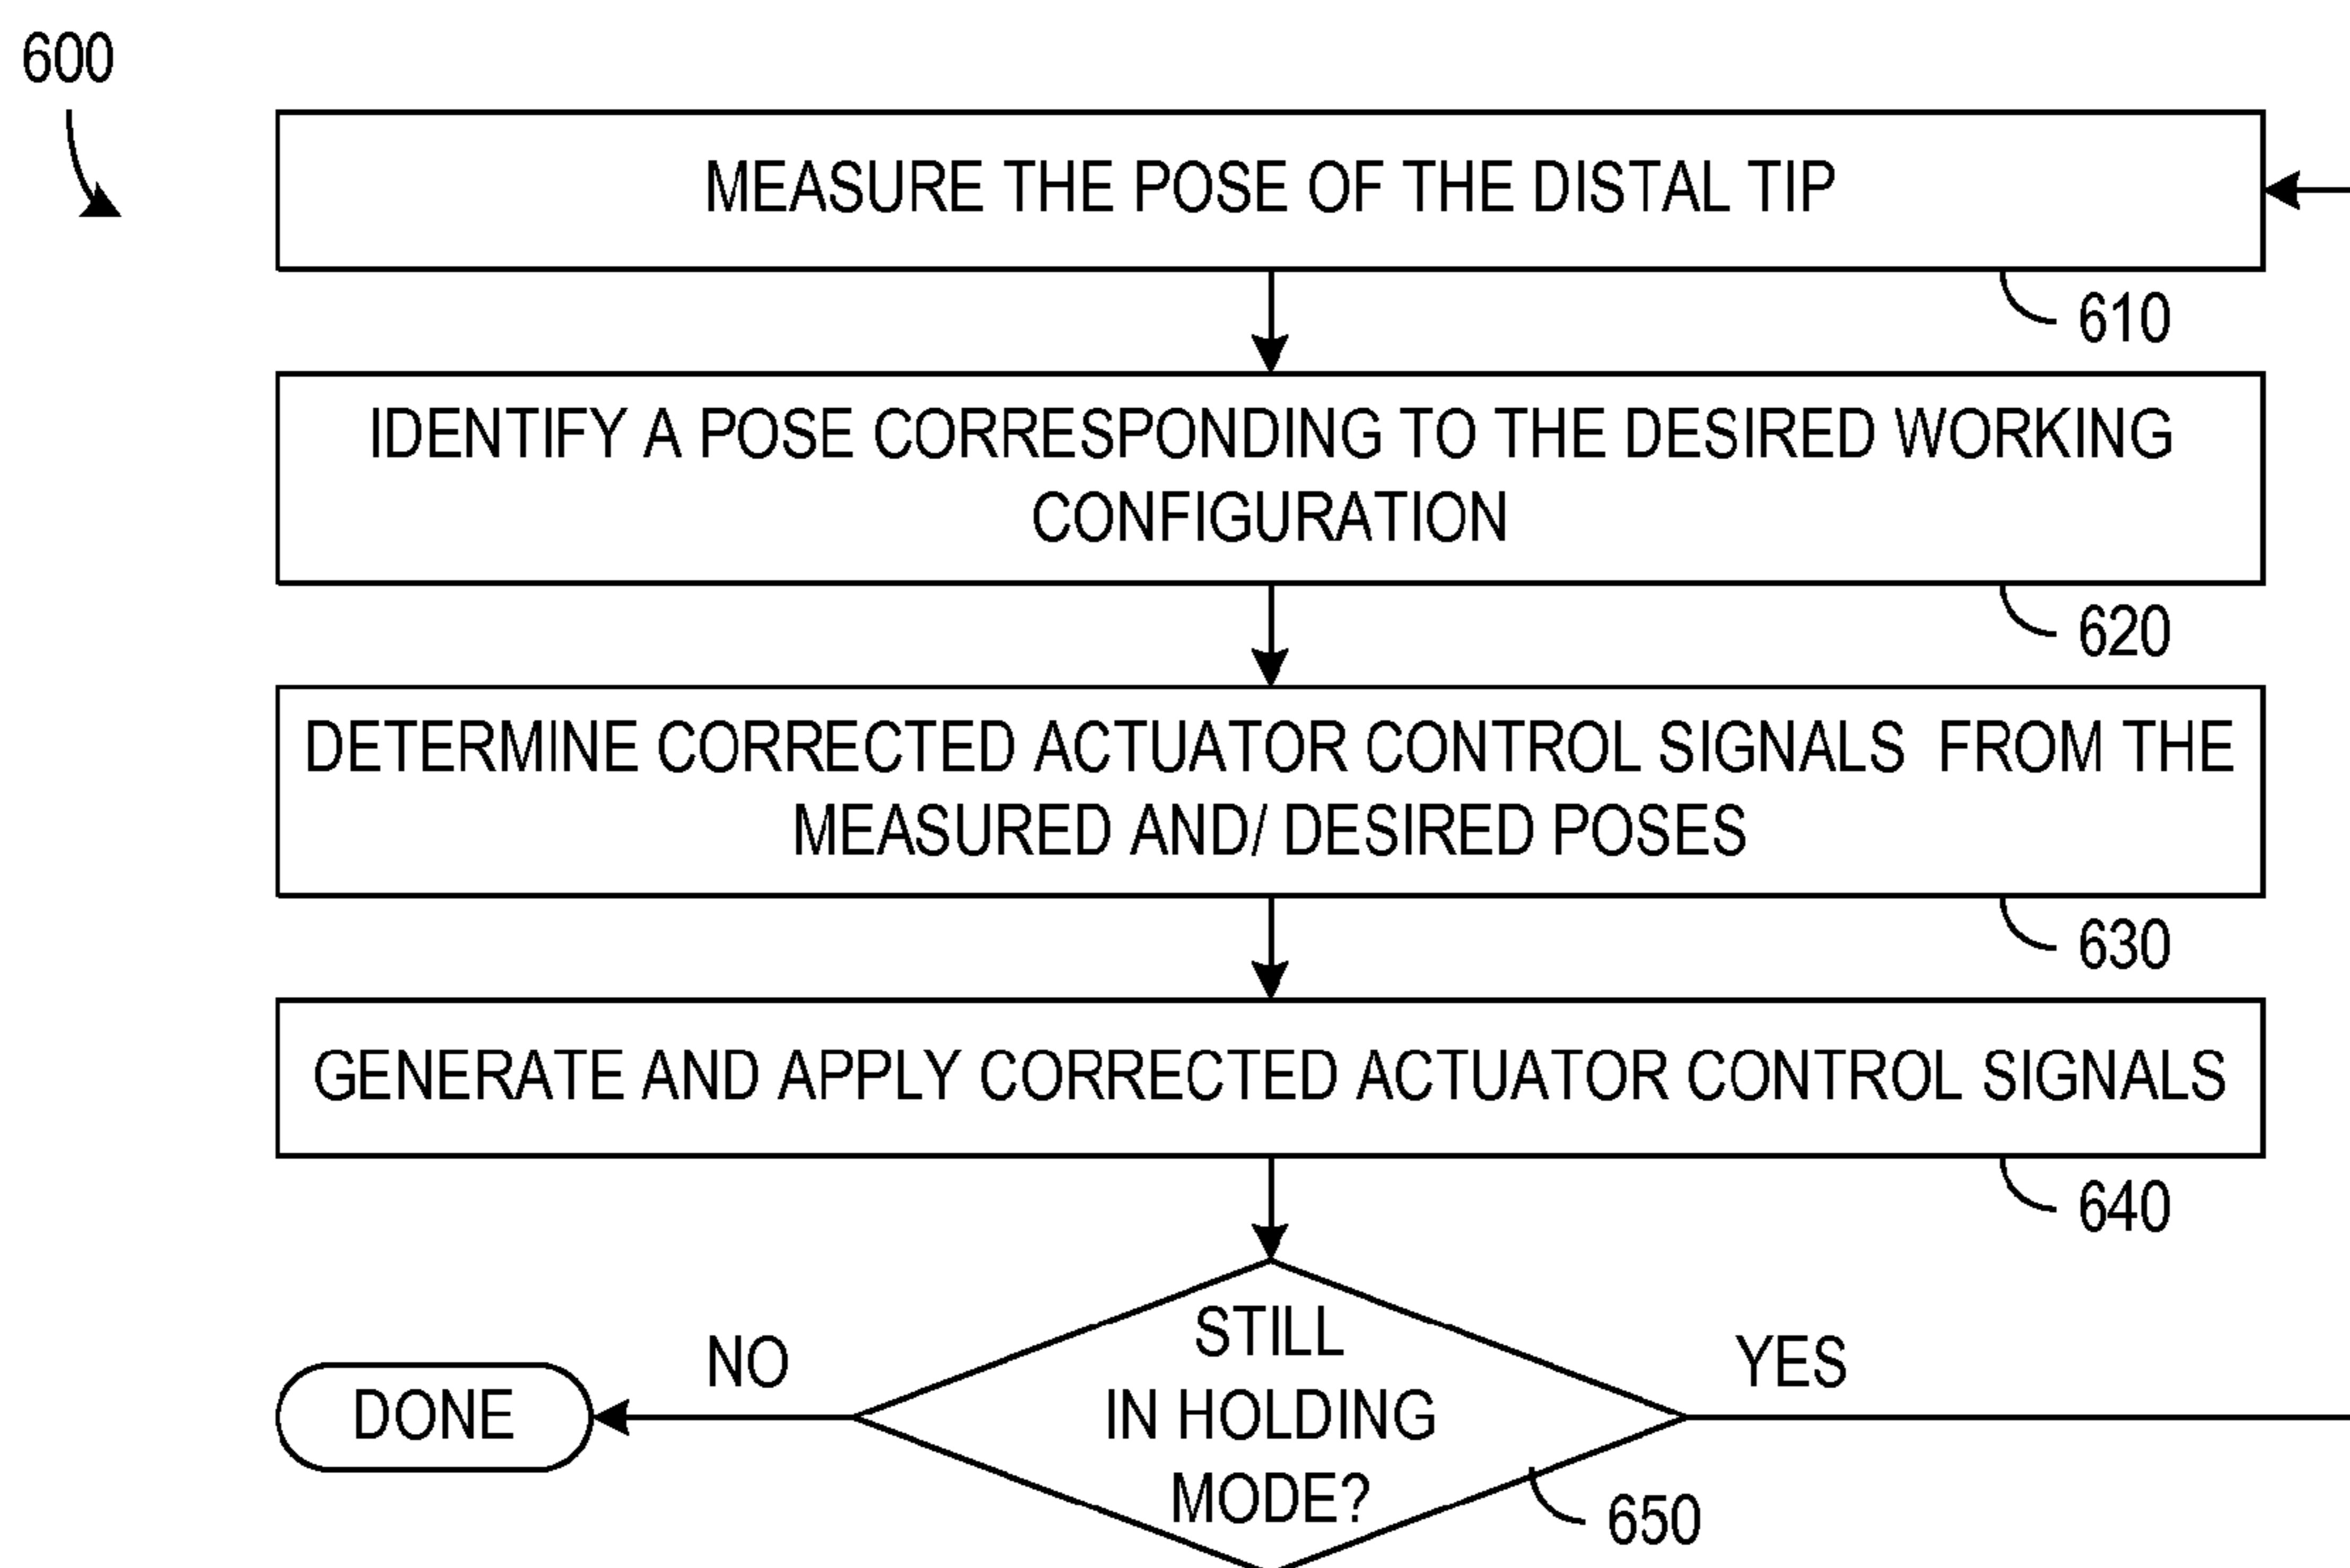 600
MEASURE THE POSE OF THE DISTAL TIP
610
IDENTIFY A POSE CORRESPONDING TO THE DESIRED WORKING
CONFIGURATION
620
DETERMINE CORRECTED ACTUATOR CONTROL SIGNALS FROM THE
MEASURED AND/ DESIRED POSES
630
GENERATE AND APPLY CORRECTED ACTUATOR CONTROL SIGNALS
640
STILL
IN HOLDING
MODE?
NO
YES
DONE
650